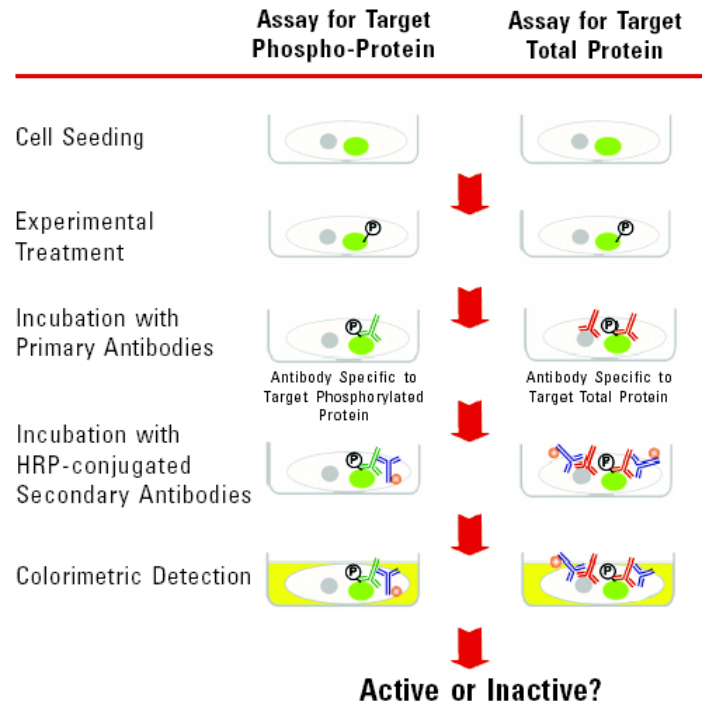 Assay for Target
Phospho-Protein
Assay for Target
Total Protein
Cell Seeding
Experimental
Treatment
P
P
Incubation with
Primary Antibodies
P
P
Antibody Specific to
Target Phosphorylated
Protein
Antibody Specific to
Target Total Protein
Incubation with
HRP-conjugated
Secondary Antibodies
P
P
Colorimetric Detection
P
P
Active or Inactive?